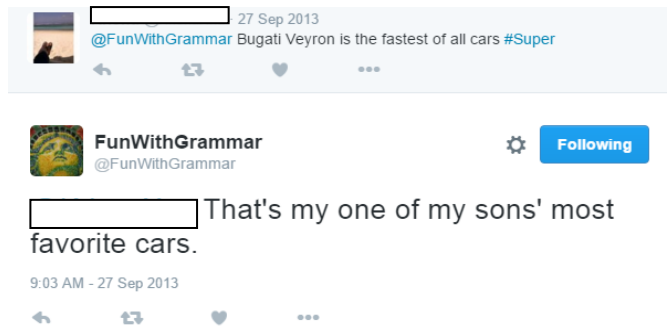 27 Sep 2013
@FunWithGrammar Bugati Veyron is the fastest of all cars #Super
FunWithGrammar
@FunWithGrammar
Following
That's my one of my sons' most
favorite cars.
9:03 AM - 27 Sep 2013